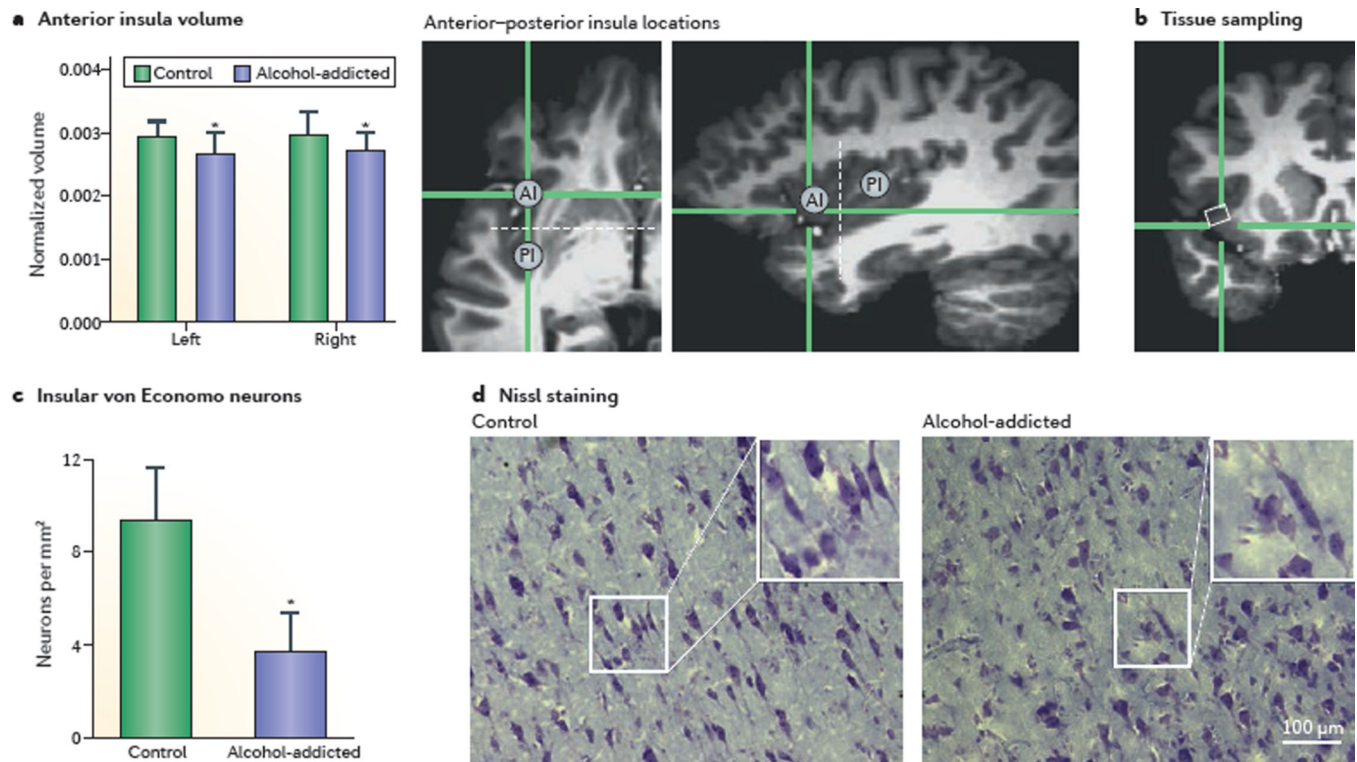 a Anterior insula volume
Anterior–posterior insula locations
b Tissue sampling
Control
Alcohol-addicted
Normalized volume
0.004
0.003
0.002
0.001
0.000
*
*
Left
Right
AI
PI
AI
PI
c Insular von Economo neurons
Neurons per mm²
12
8
4
0
*
Control
Alcohol-addicted
d Nissl staining
Control
Alcohol-addicted
100 µm